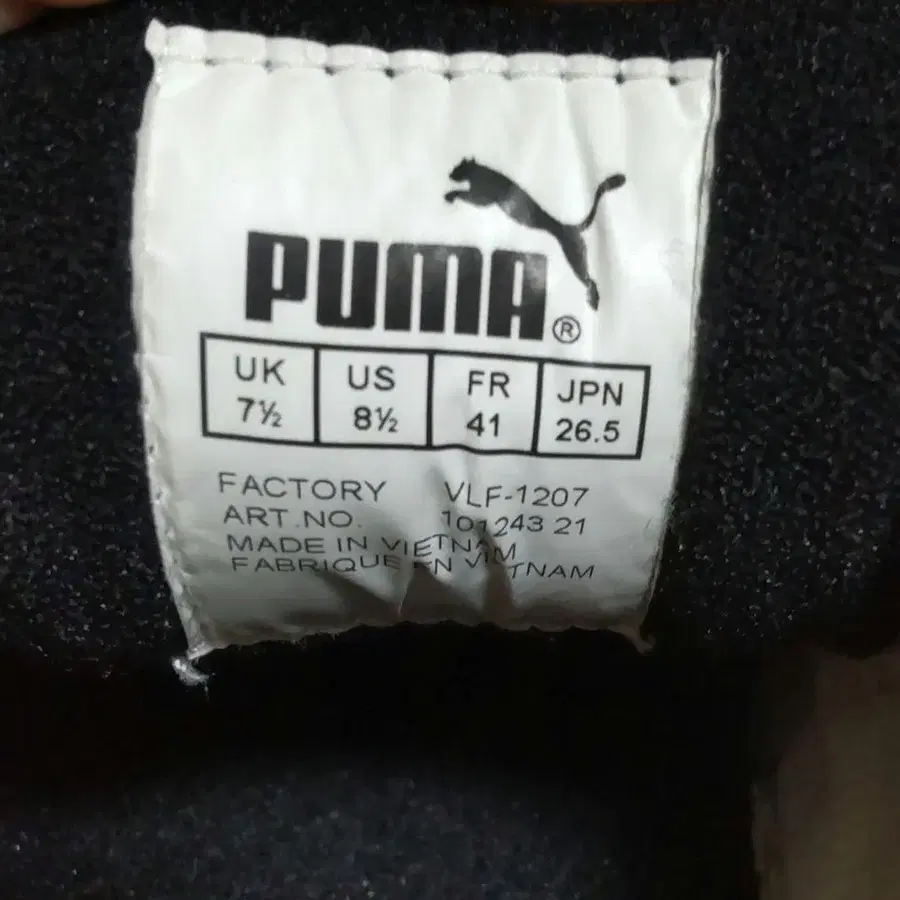 PUMA®
UK US FR JPN
7½ 8½ 41 26.5
FACTORY VLF-1207
ART.NO. 101243 21
MADE IN VIETNAM
FABRIQUE EN VIETNAM